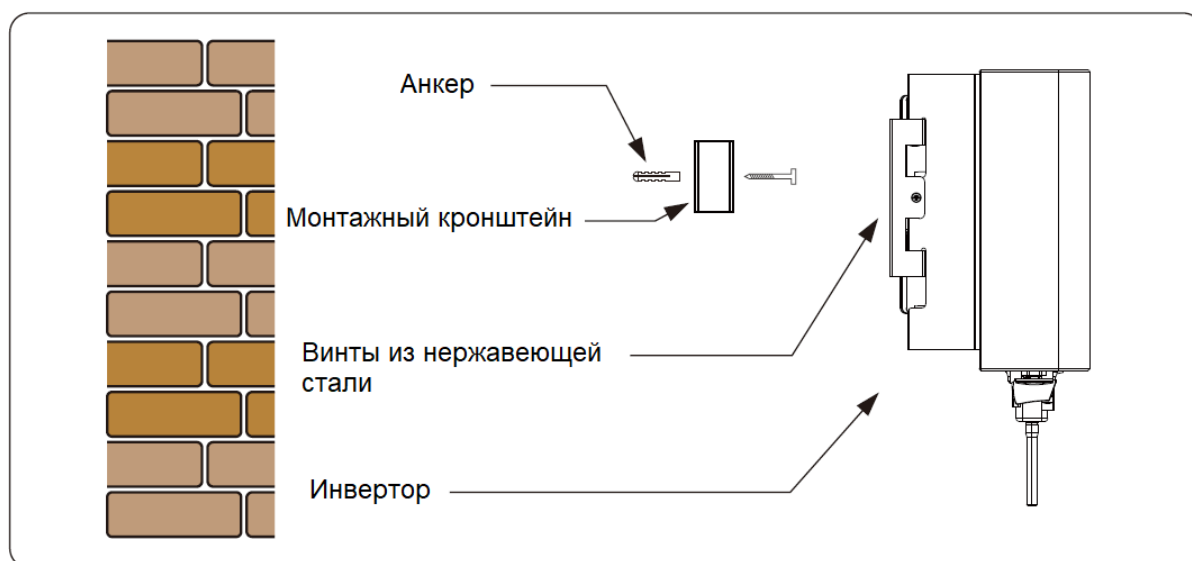 Анкер
Монтажный кронштейн
Винты из нержавеющей
стали
Инвертор